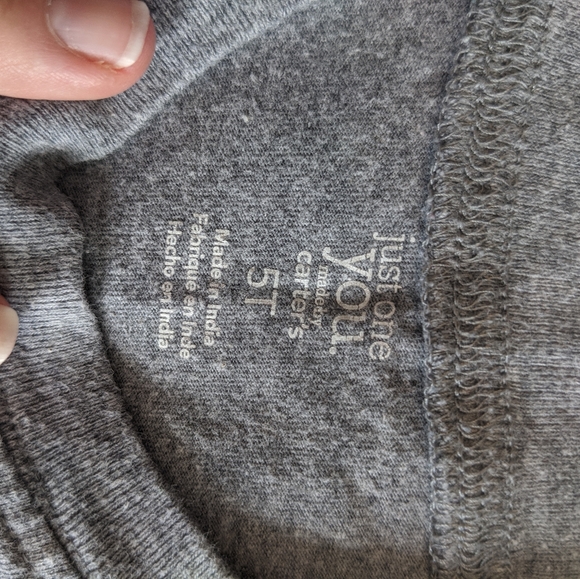 just one
you.
made by
carter's
5T
Made in India
Fabriqué en Inde
Hecho en India